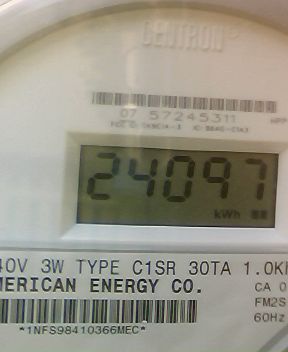 CENTRON®
07 57245311
24097
kWh
40V 3W TYPE C1SR 30TA 1.0K
MERICAN ENERGY CO.
CA 0
FM2S
60Hz
*1NFS98410366MEC*